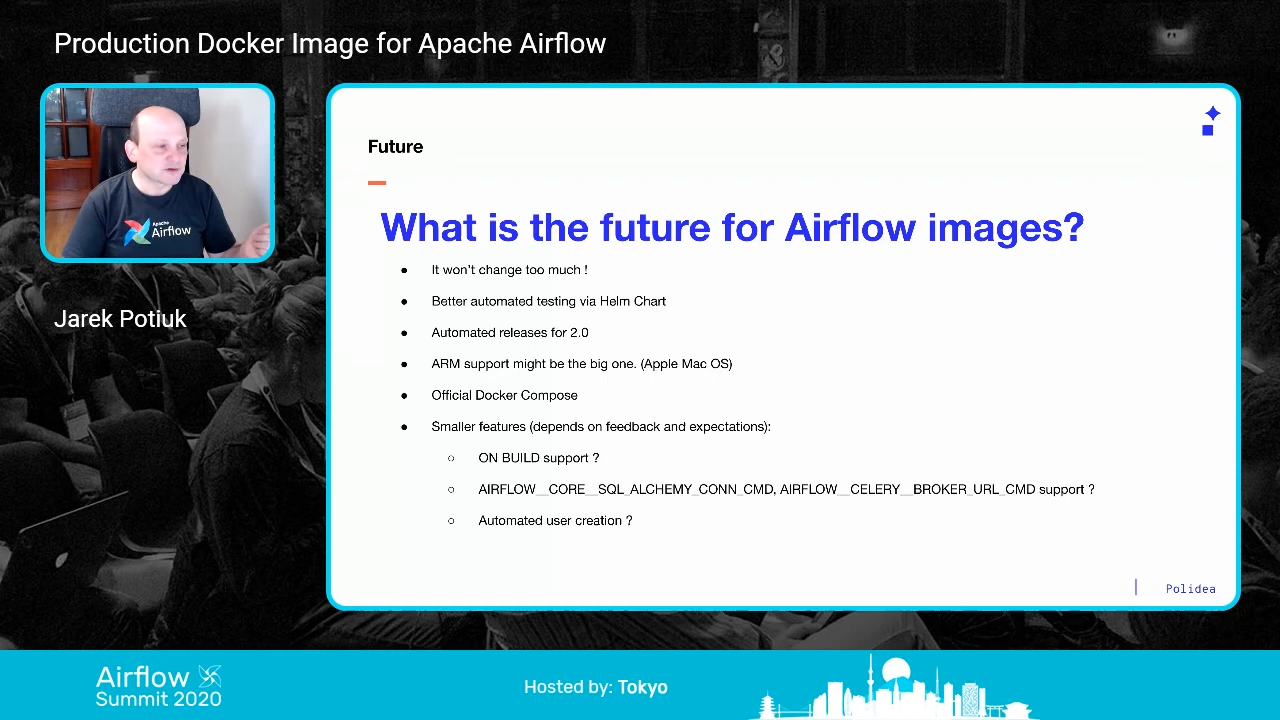 Production Docker Image for Apache Airflow
Apache
Airflow
Jarek Potiuk
Future
What is the future for Airflow images?
● It won't change too much !
● Better automated testing via Helm Chart
● Automated releases for 2.0
● ARM support might be the big one. (Apple Mac OS)
● Official Docker Compose
● Smaller features (depends on feedback and expectations):
○ ON BUILD support ?
○ AIRFLOW__CORE__SQL_ALCHEMY_CONN_CMD, AIRFLOW__CELERY__BROKER_URL_CMD support ?
○ Automated user creation ?
| Polidea
Airflow
Summit 2020
Hosted by: Tokyo